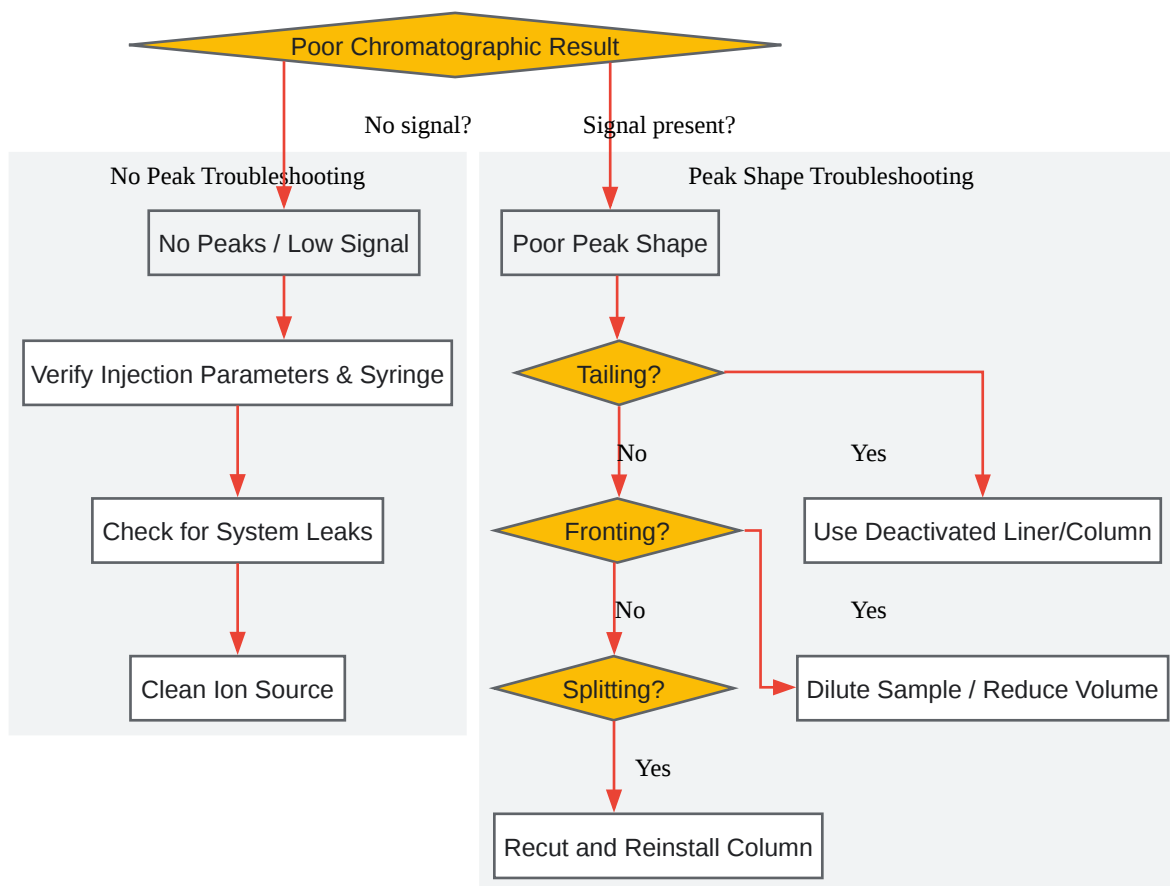 Poor Chromatographic Result
No signal?
Signal present?
No Peak Troubleshooting
Peak Shape Troubleshooting
No Peaks / Low Signal
Poor Peak Shape
Verify Injection Parameters & Syringe
Tailing?
No
Yes
Check for System Leaks
Fronting?
Use Deactivated Liner/Column
No
Yes
Clean Ion Source
Splitting?
Dilute Sample / Reduce Volume
Yes
Recut and Reinstall Column